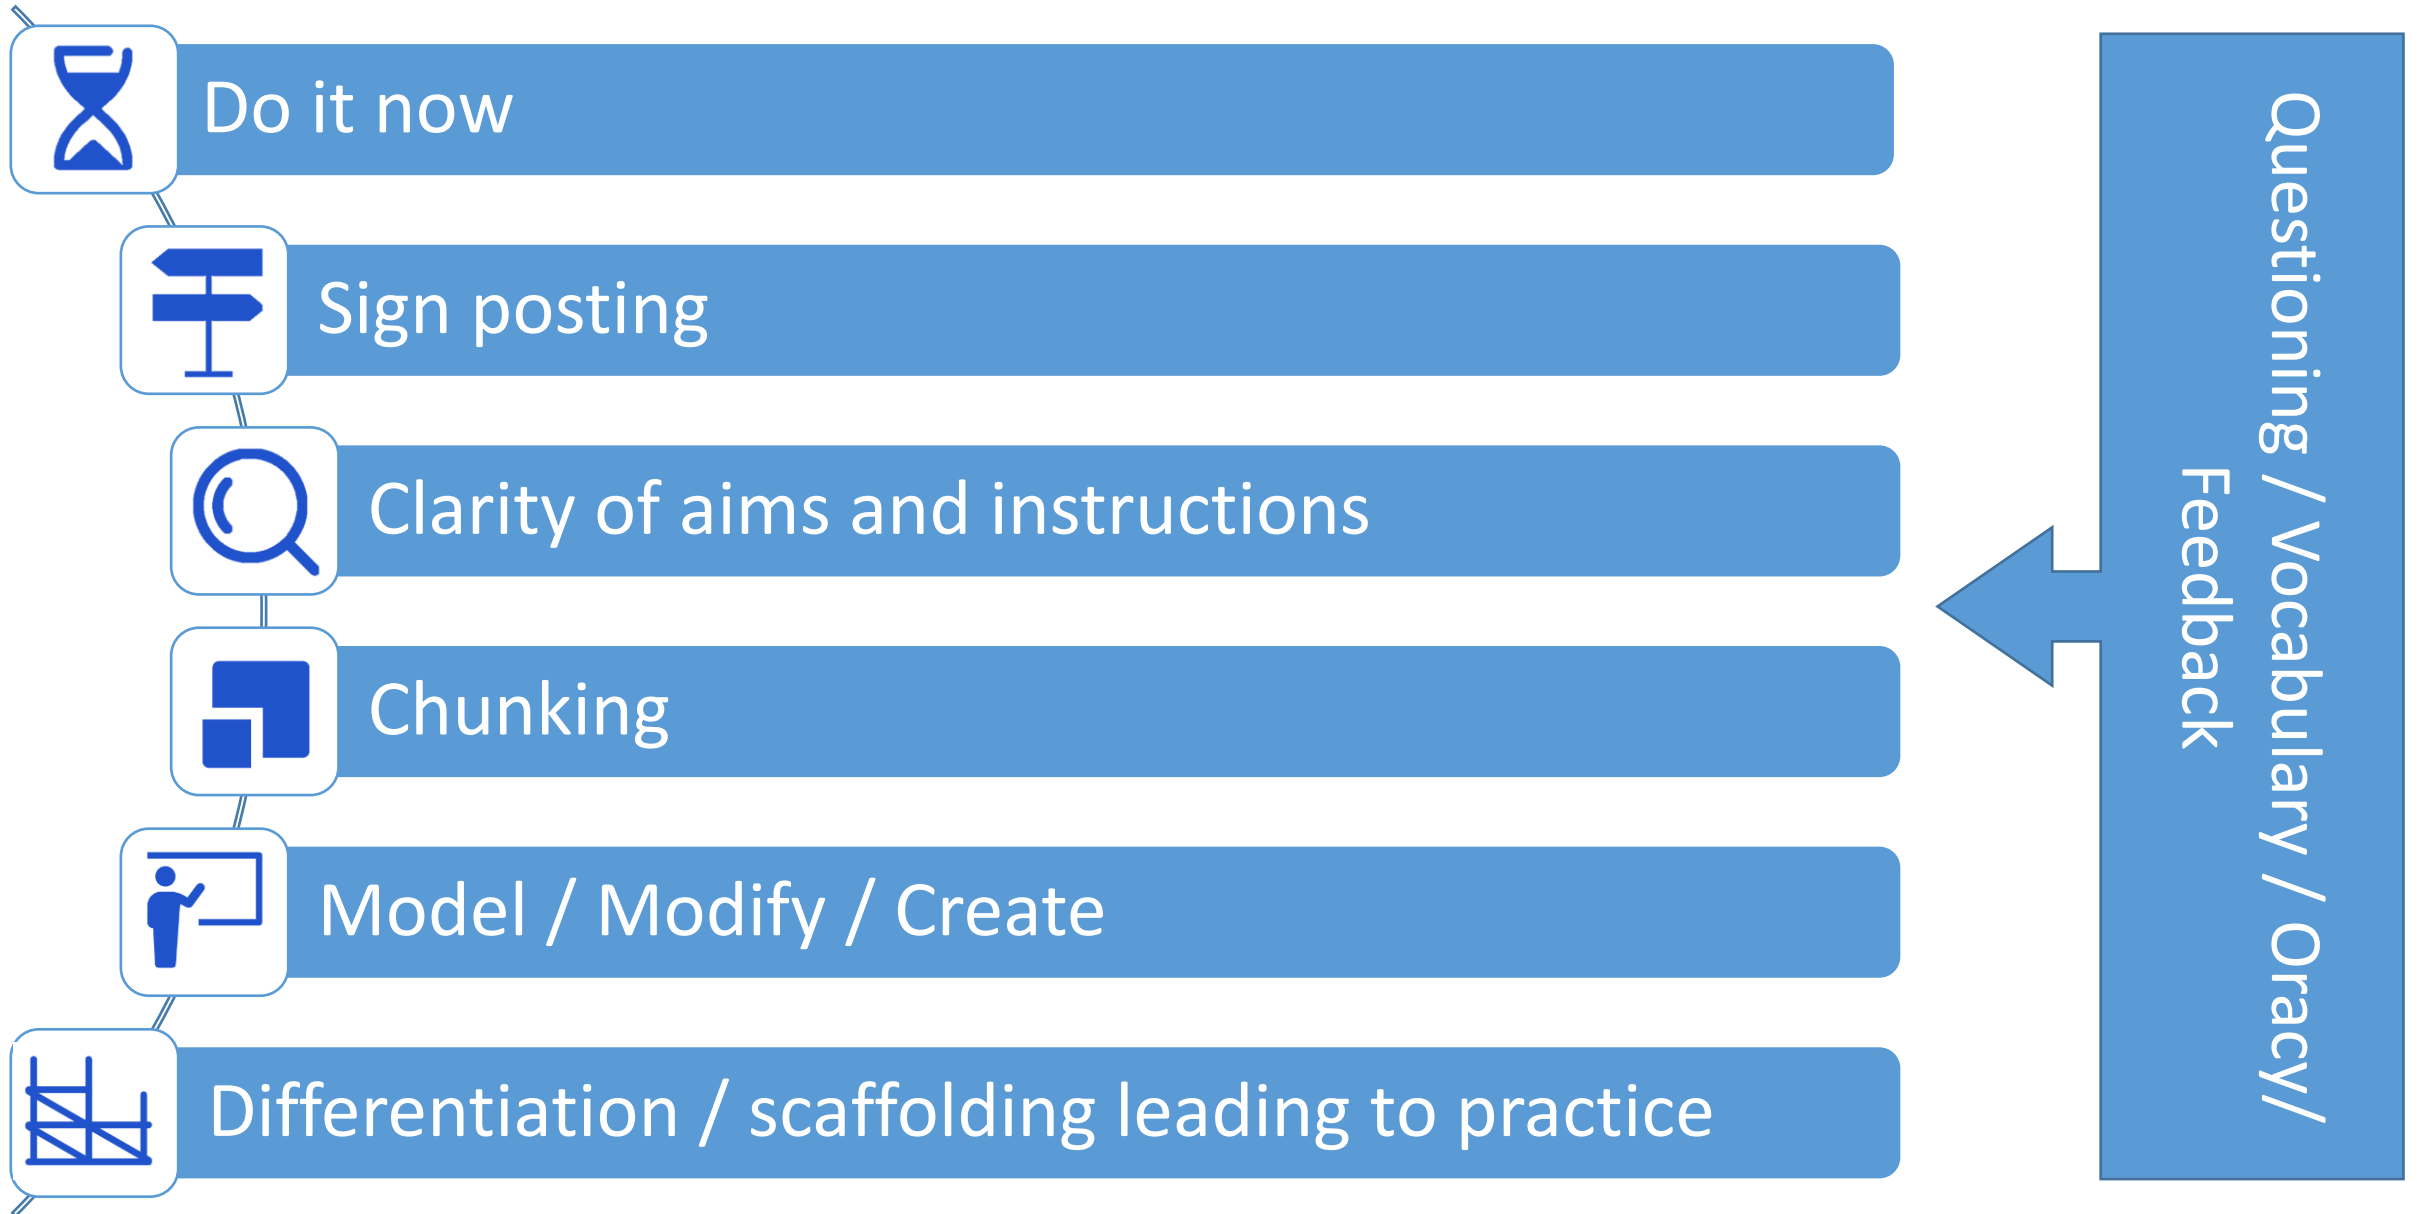 Do it now
Sign posting
Clarity of aims and instructions
Chunking
Model / Modify / Create
Differentiation / scaffolding leading to practice
Questioning / Vocabulary / Oracy/
Feedback